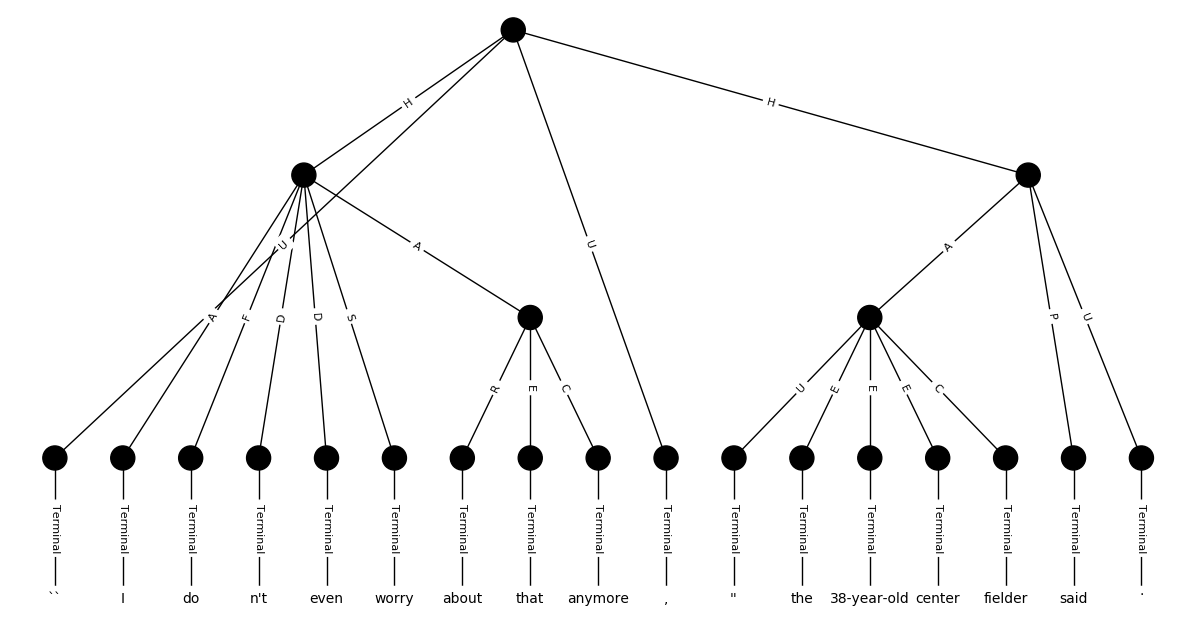 H H
U A U A
A F D D S P U
R E C U E E E C
Terminal Terminal Terminal Terminal Terminal Terminal Terminal Terminal Terminal Terminal Terminal Terminal Terminal Terminal Terminal Terminal Terminal
`` I do n't even worry about that anymore , " the 38-year-old center fielder said .